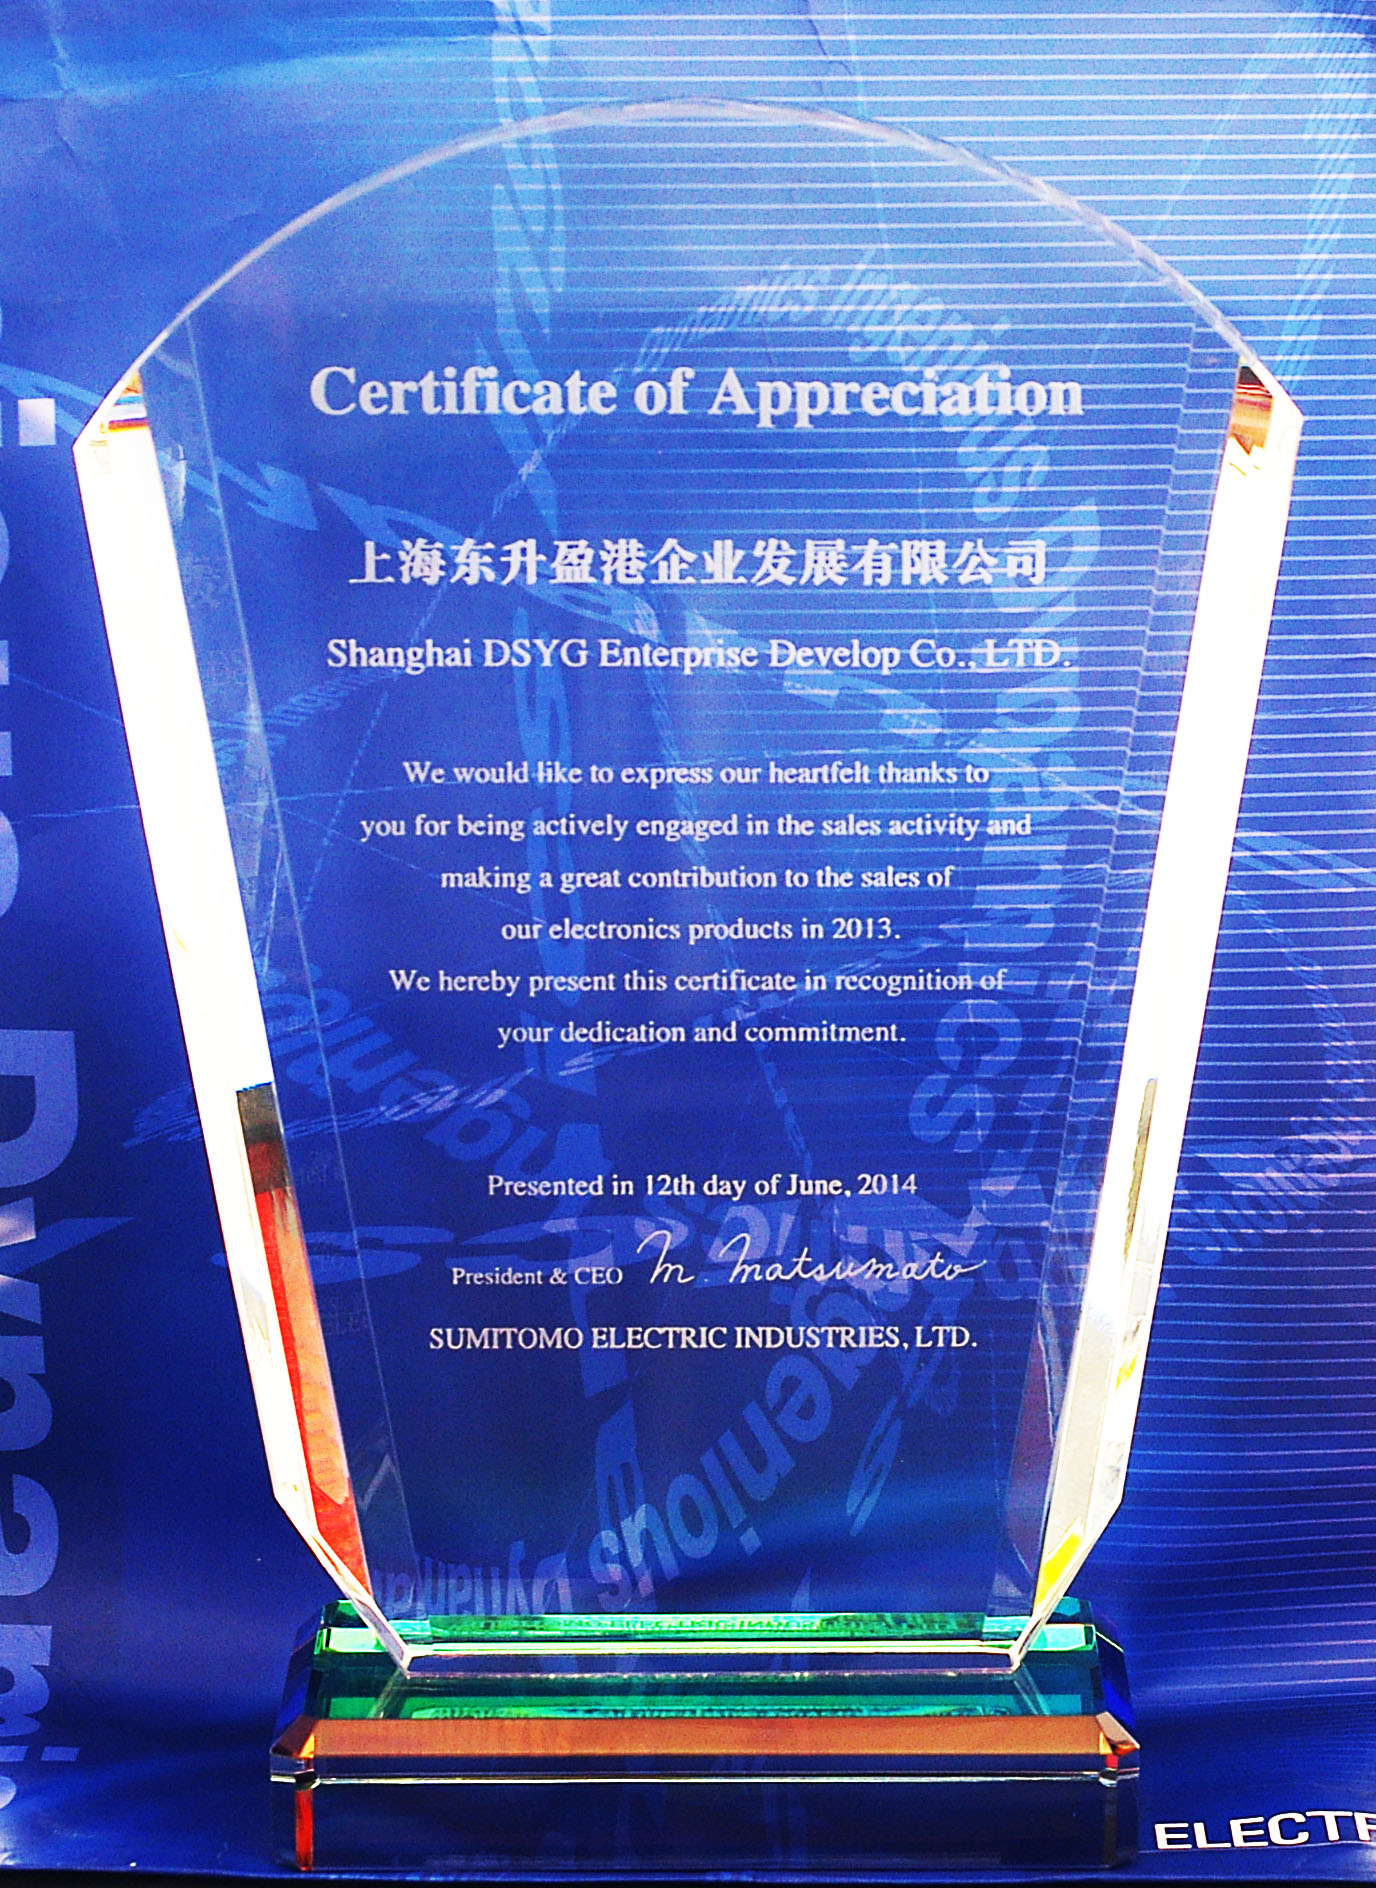 Certificate of Appreciation
上海东升盈港企业发展有限公司
Shanghai DSYG Enterprise Develop Co., LTD.
We would like to express our heartfelt thanks to
you for being actively engaged in the sales activity and
making a great contribution to the sales of
our electronics products in 2013.
We hereby present this certificate in recognition of
your dedication and commitment.
Presented in 12th day of June, 2014
President & CEO M. Matsumoto
SUMITOMO ELECTRIC INDUSTRIES, LTD.
Ingenious Dynamics
Ingenious Dynamics
ELECTR